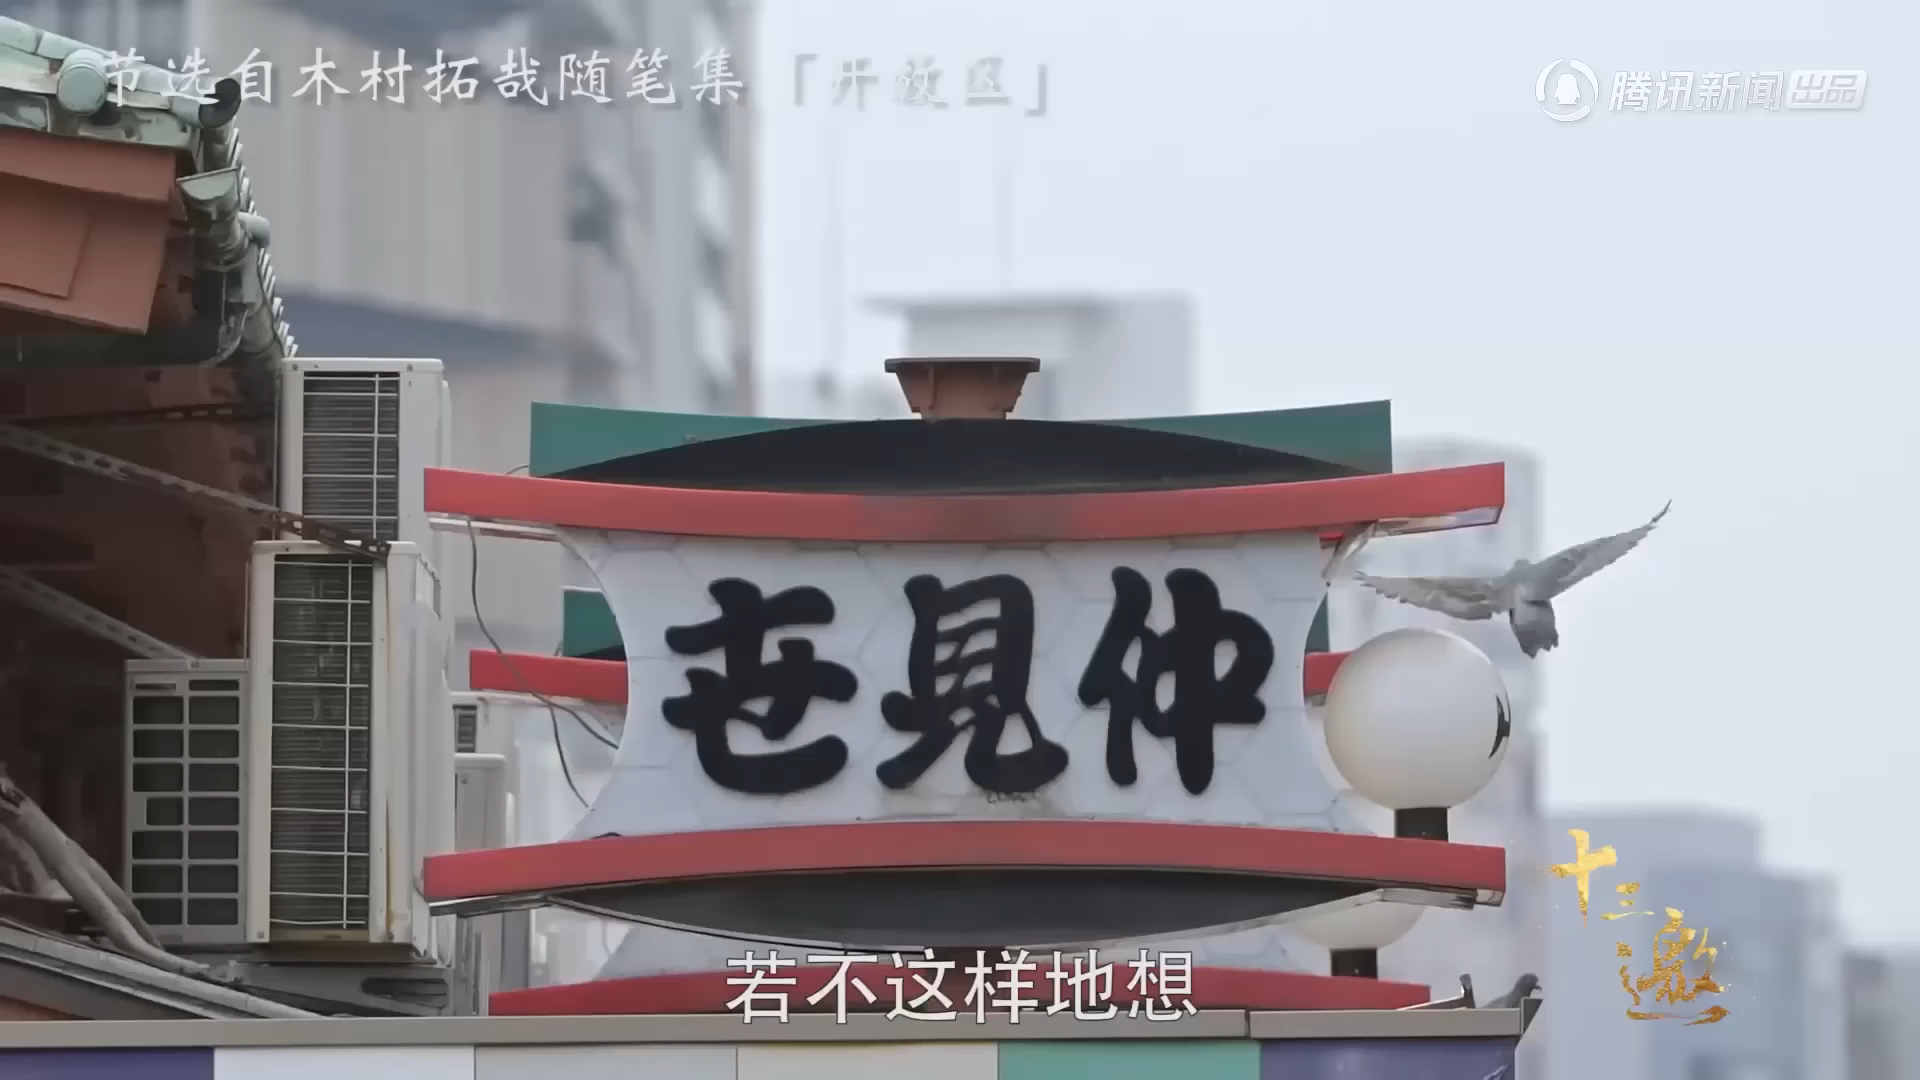 节选自木村拓哉随笔集「开放区」
腾讯新闻 出品
世見仲
十三邀
若不这样地想